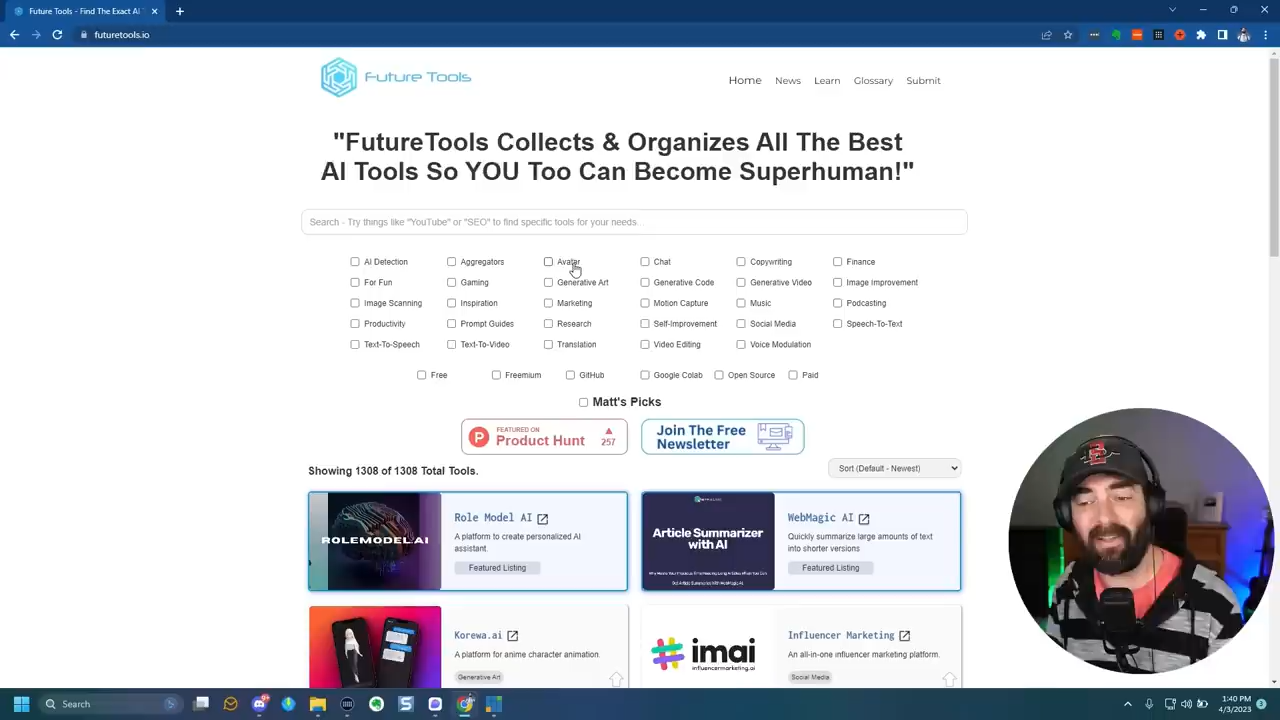 FutureTools - Find The Exact AI
futuretools.io
Future Tools
Home News Learn Glossary Submit
"FutureTools Collects & Organizes All The Best
AI Tools So YOU Too Can Become Superhuman!"
Search - Try things like "YouTube" or "SEO" to find specific tools for your needs...
AI Detection Aggregators Avatar Chat Copywriting Finance
For Fun Gaming Generative Art Generative Code Generative Video Image Improvement
Image Scanning Inspiration Marketing Motion Capture Music Podcasting
Productivity Prompt Guides Research Self-Improvement Social Media Speech-To-Text
Text-To-Speech Text-To-Video Translation Video Editing Voice Modulation
Free Freemium GitHub Google Colab Open Source Paid
Matt's Picks
FEATURED ON
Product Hunt 257
Join The Free
Newsletter
Showing 1308 of 1308 Total Tools.
Sort (Default - Newest)
ROLEMODEL.AI
Role Model AI
A platform to create personalized AI
assistant.
Featured Listing
Article Summarizer
with AI
WebMagic AI
Quickly summarize large amounts of text
into shorter versions
Featured Listing
Korewa.ai
A platform for anime character animation.
Generative Art
imai
influencermarketing.ai
Influencer Marketing
An all-in-one influencer marketing platform.
Social Media
Search
1:40 PM
4/3/2023